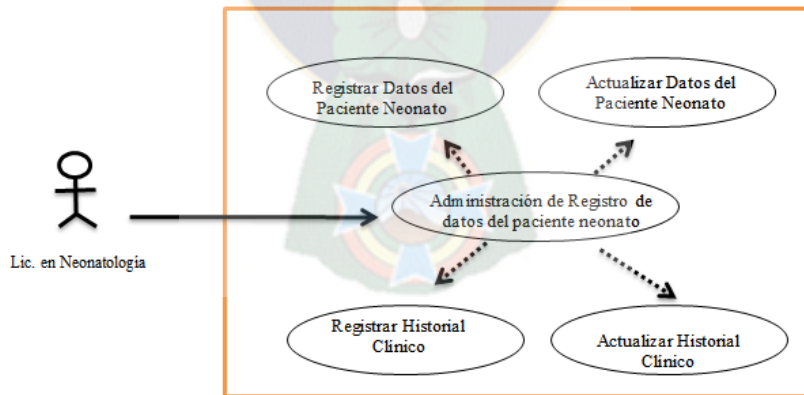 Registrar Datos del
Paciente Neonato
Actualizar Datos del
Paciente Neonato
Administración de Registro de
datos del paciente neonato
Lic. en Neonatología
Registrar Historial
Clínico
Actualizar Historial
Clínico